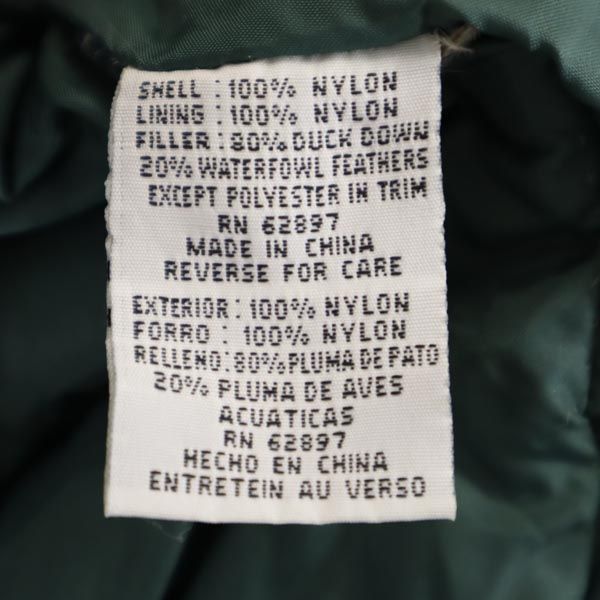 SHELL : 100% NYLON
LINING : 100% NYLON
FILLER : 80% DUCK DOWN
20% WATERFOWL FEATHERS
EXCEPT POLYESTER IN TRIM
RN 62897
MADE IN CHINA
REVERSE FOR CARE
EXTERIOR : 100% NYLON
FORRO : 100% NYLON
RELLENO: 80% PLUMA DE PATO
20% PLUMA DE AVES
ACUATICAS
RN 62897
HECHO EN CHINA
ENTRETEIN AU VERSO